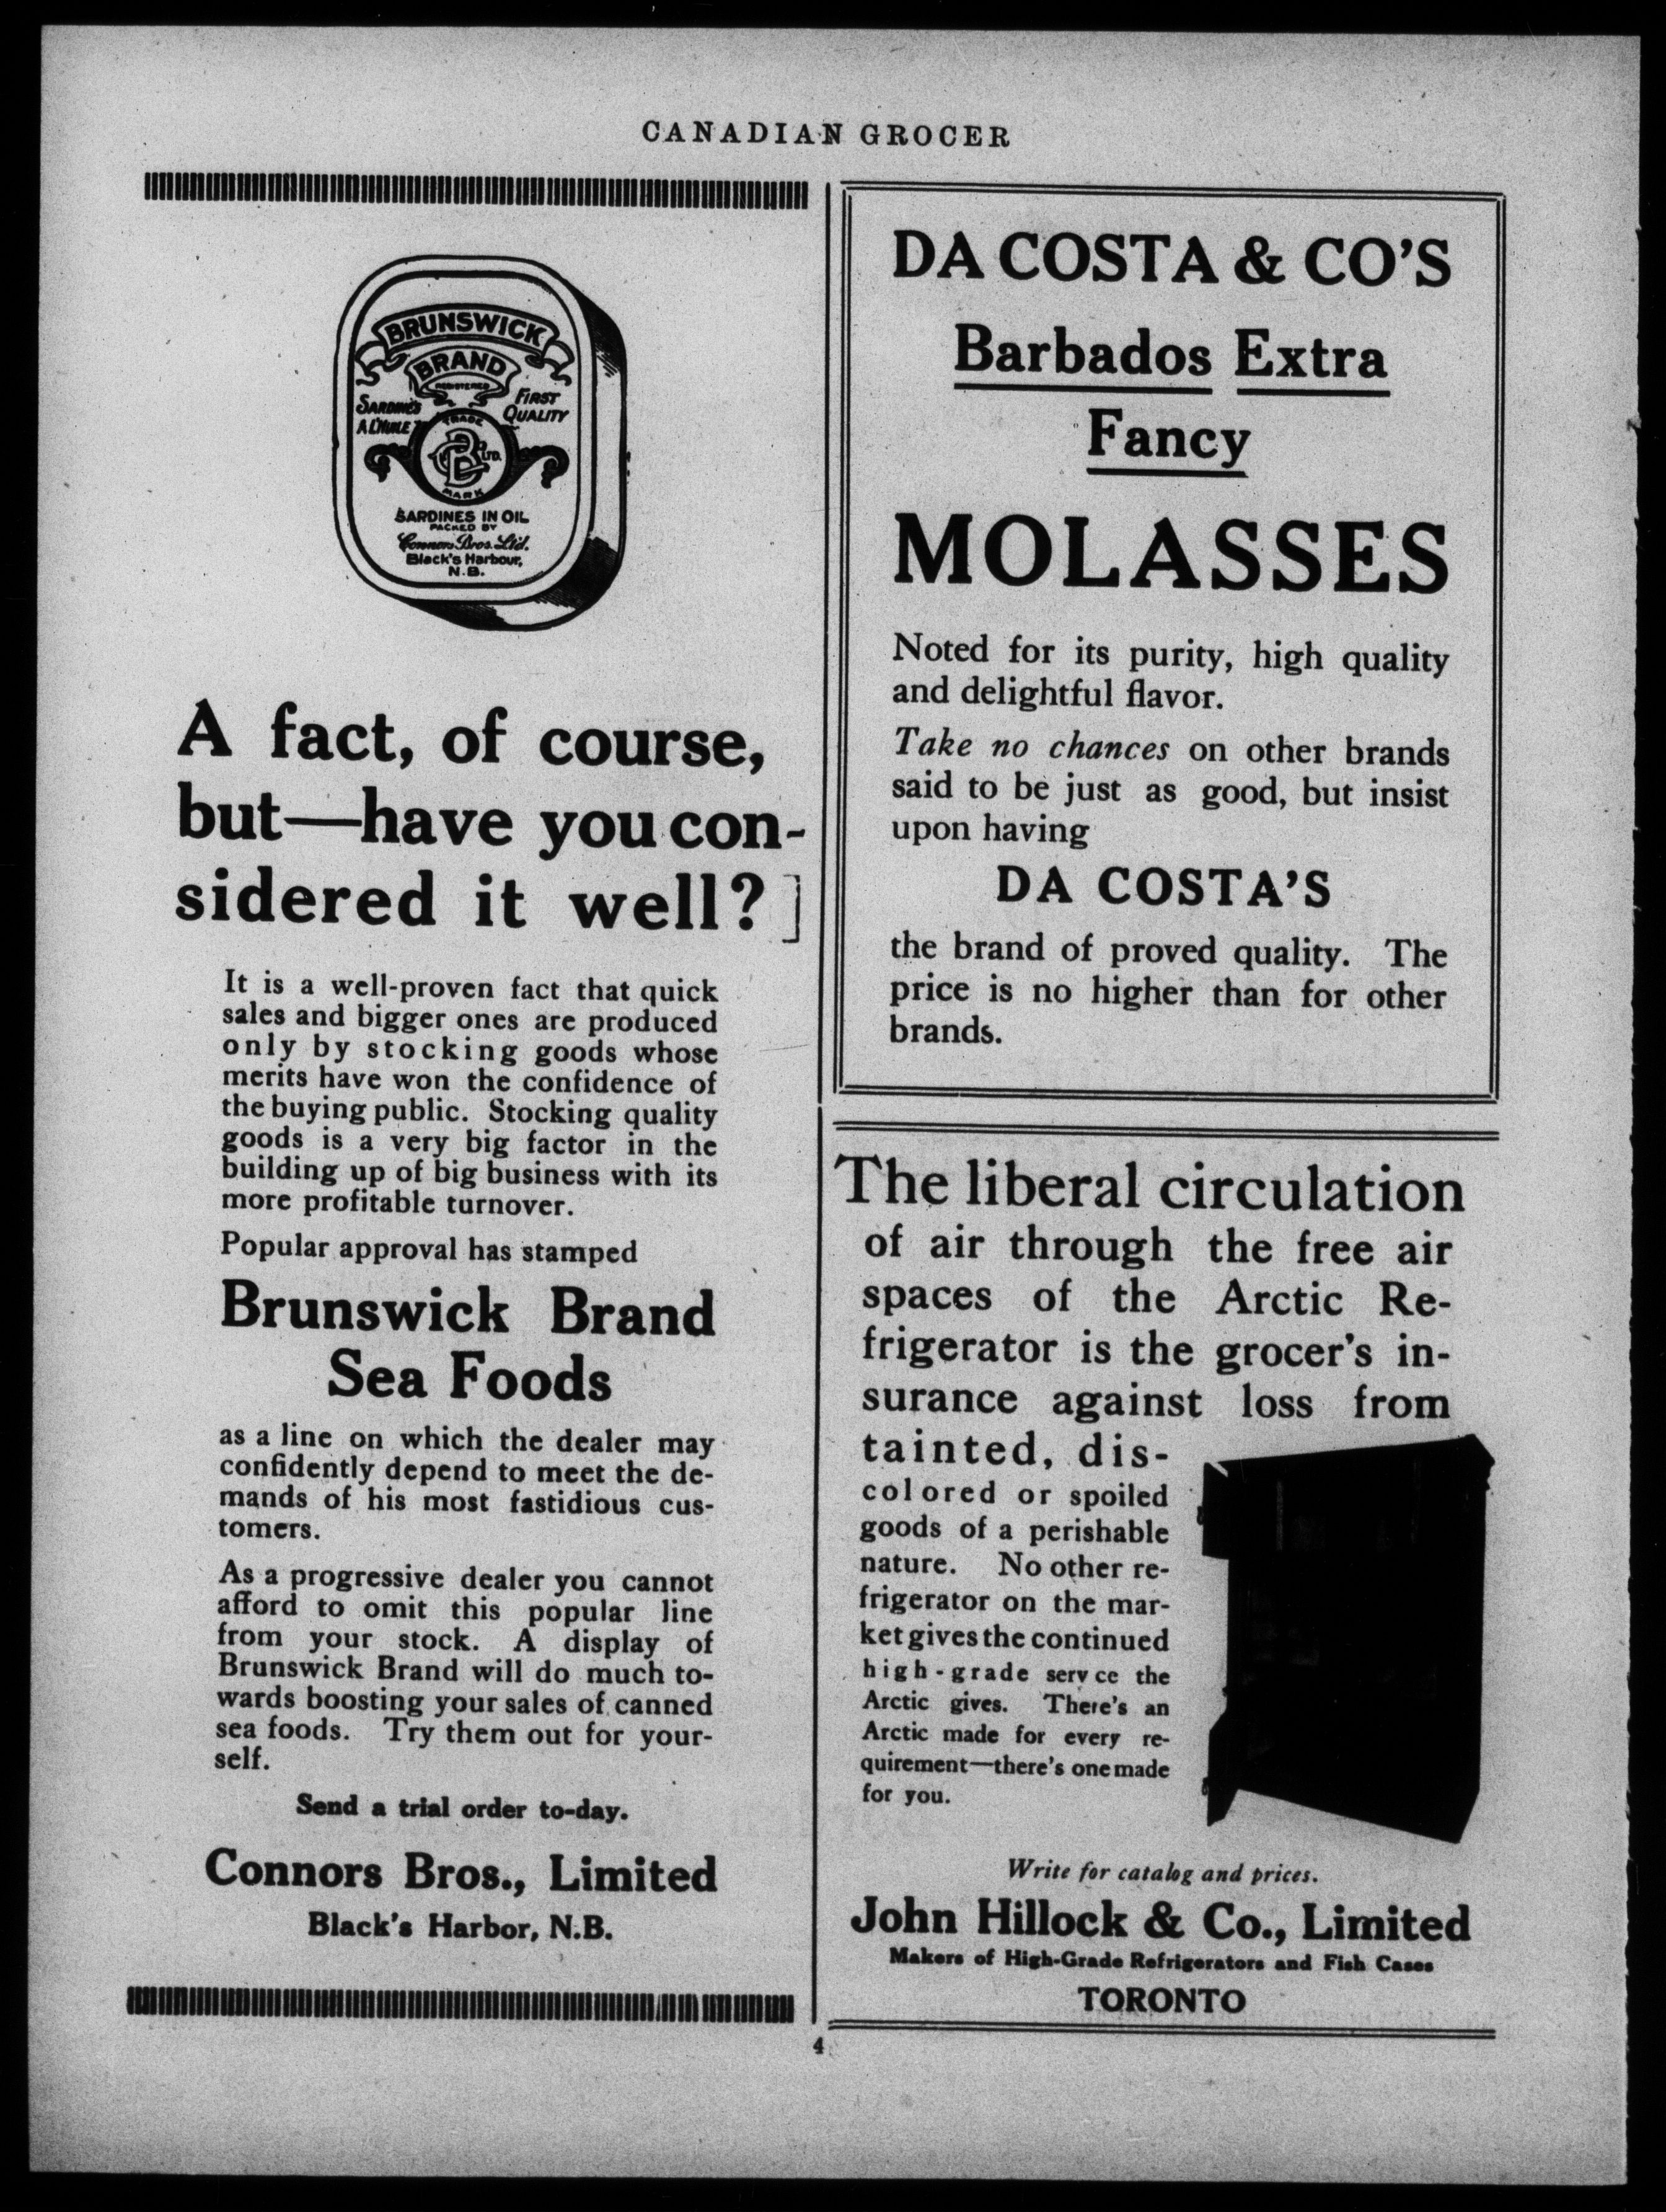 CANADIAN GROCER
BRUNSWICK
BRAND
REGISTERED
SARDINES
A L'HUILE
FIRST
QUALITY
TRADE
LTD.
MARK
SARDINES IN OIL
PACKED BY
Connors Bros. Ltd.
Black's Harbour,
N.B.
A fact, of course,
but—have you con-
sidered it well?]
It is a well-proven fact that quick
sales and bigger ones are produced
only by stocking goods whose
merits have won the confidence of
the buying public. Stocking quality
goods is a very big factor in the
building up of big business with its
more profitable turnover.
Popular approval has stamped
Brunswick Brand
Sea Foods
as a line on which the dealer may
confidently depend to meet the de-
mands of his most fastidious cus-
tomers.
As a progressive dealer you cannot
afford to omit this popular line
from your stock. A display of
Brunswick Brand will do much to-
wards boosting your sales of canned
sea foods. Try them out for your-
self.
Send a trial order to-day.
Connors Bros., Limited
Black's Harbor, N.B.
DA COSTA & CO'S
Barbados Extra
Fancy
MOLASSES
Noted for its purity, high quality
and delightful flavor.
Take no chances on other brands
said to be just as good, but insist
upon having
DA COSTA'S
the brand of proved quality. The
price is no higher than for other
brands.
The liberal circulation
of air through the free air
spaces of the Arctic Re-
frigerator is the grocer's in-
surance against loss from
tainted, dis-
colored or spoiled
goods of a perishable
nature. No other re-
frigerator on the mar-
ket gives the continued
high-grade serv ce the
Arctic gives. There's an
Arctic made for every re-
quirement—there's one made
for you.
Write for catalog and prices.
John Hillock & Co., Limited
Makers of High-Grade Refrigerators and Fish Cases
TORONTO
4